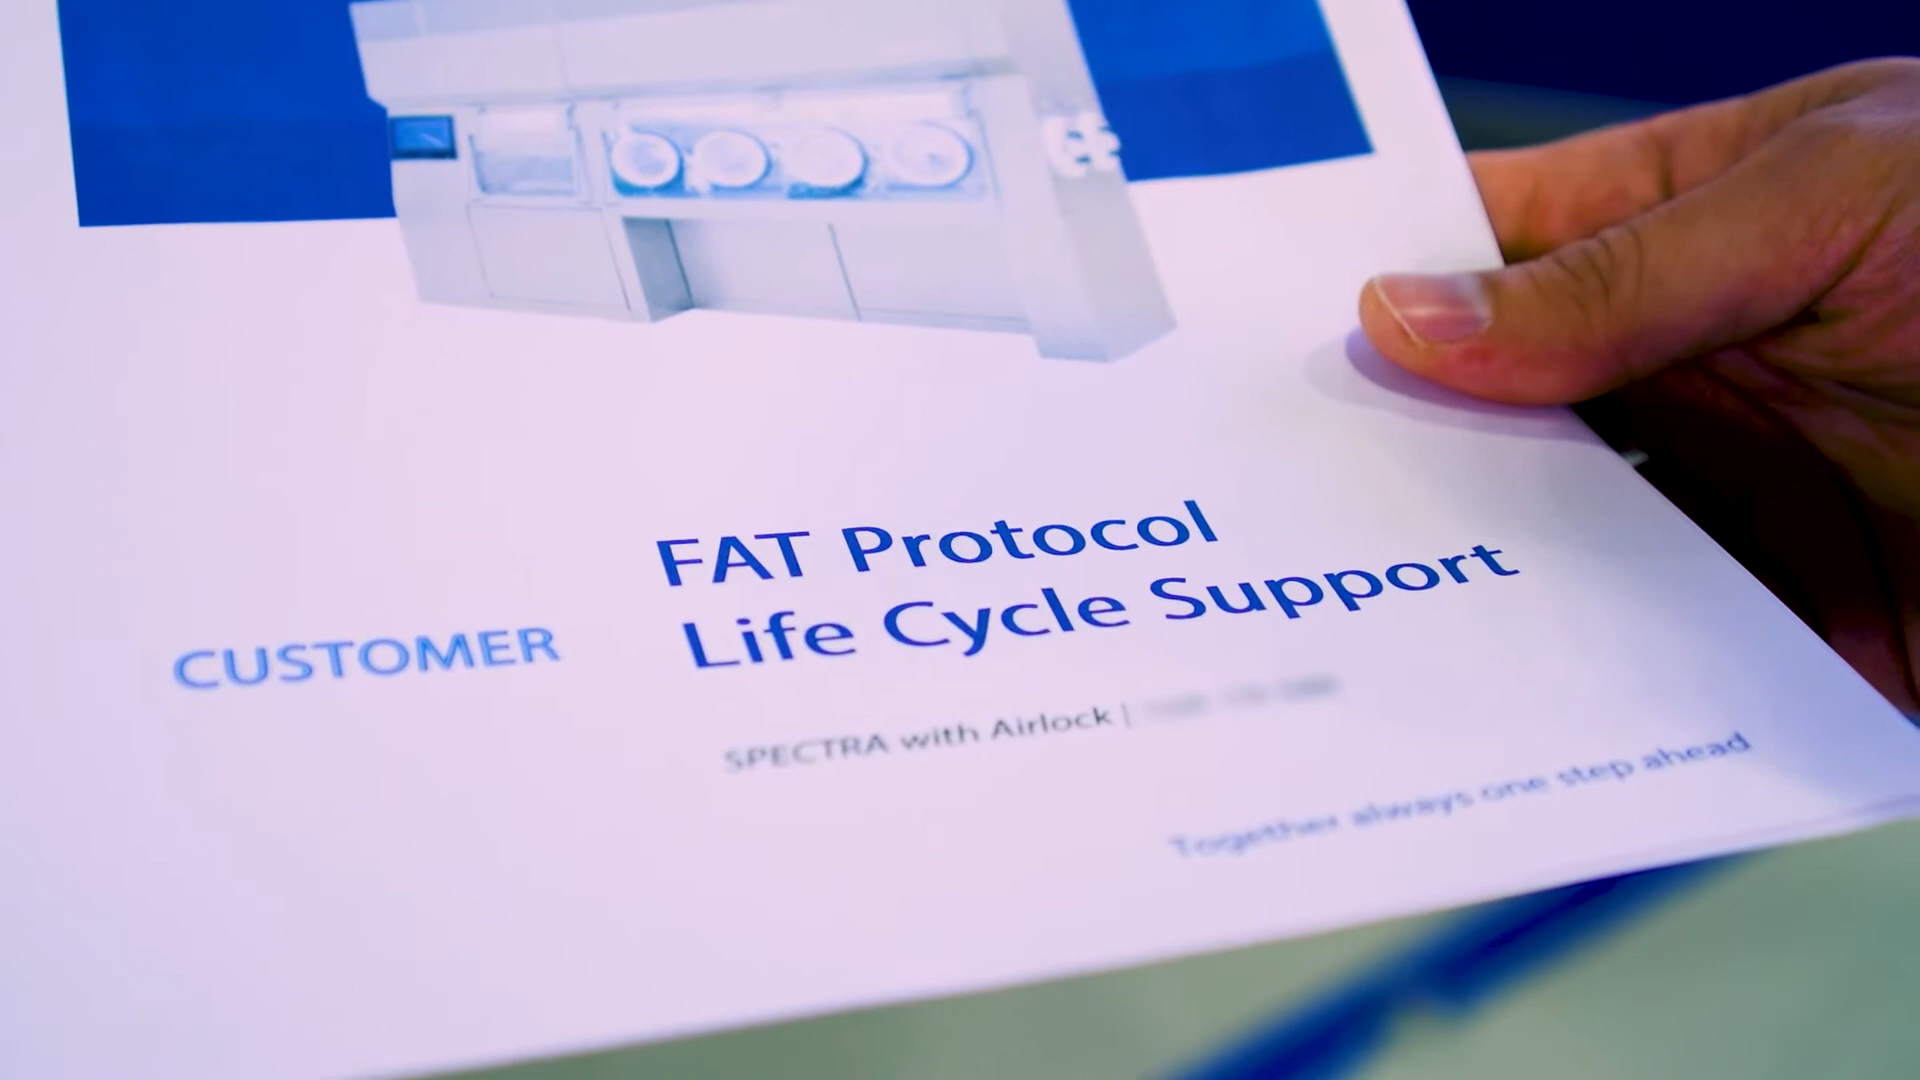 FAT Protocol
Life Cycle Support
CUSTOMER
SPECTRA with Airlock |
Together always one step ahead